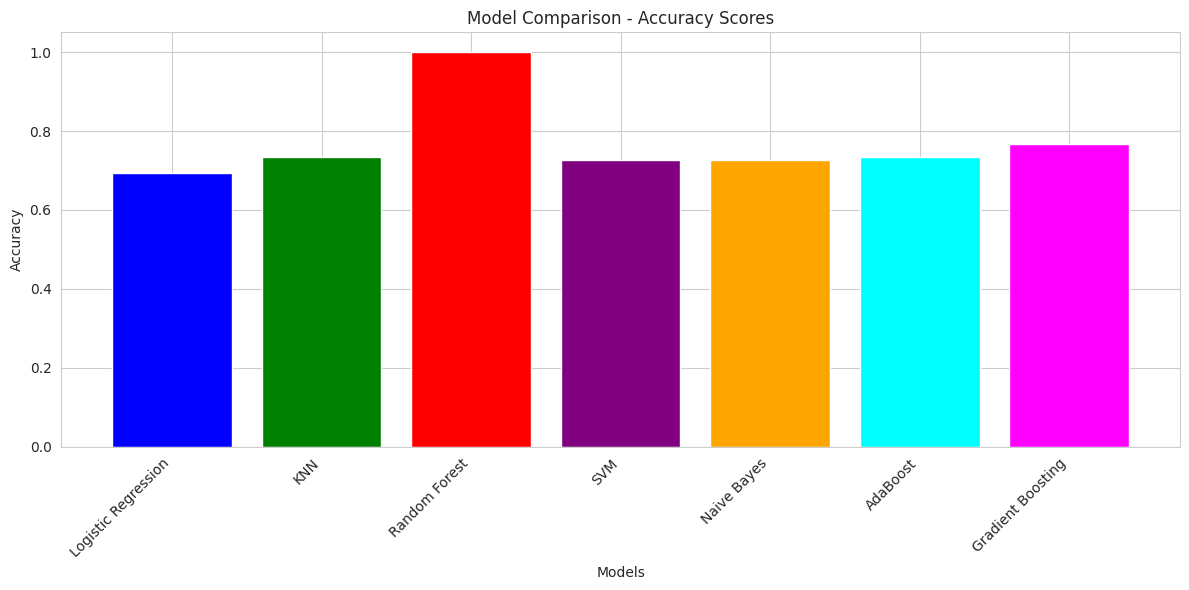 Model Comparison - Accuracy Scores
1.0
0.8
0.6
0.4
0.2
0.0
Accuracy
Logistic Regression
KNN
Random Forest
SVM
Naive Bayes
AdaBoost
Gradient Boosting
Models